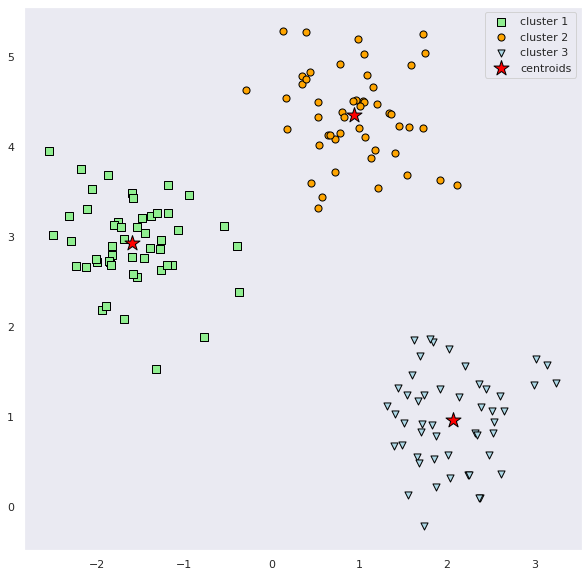 cluster 1
cluster 2
cluster 3
centroids
5
4
3
2
1
0
−2 −1 0 1 2 3